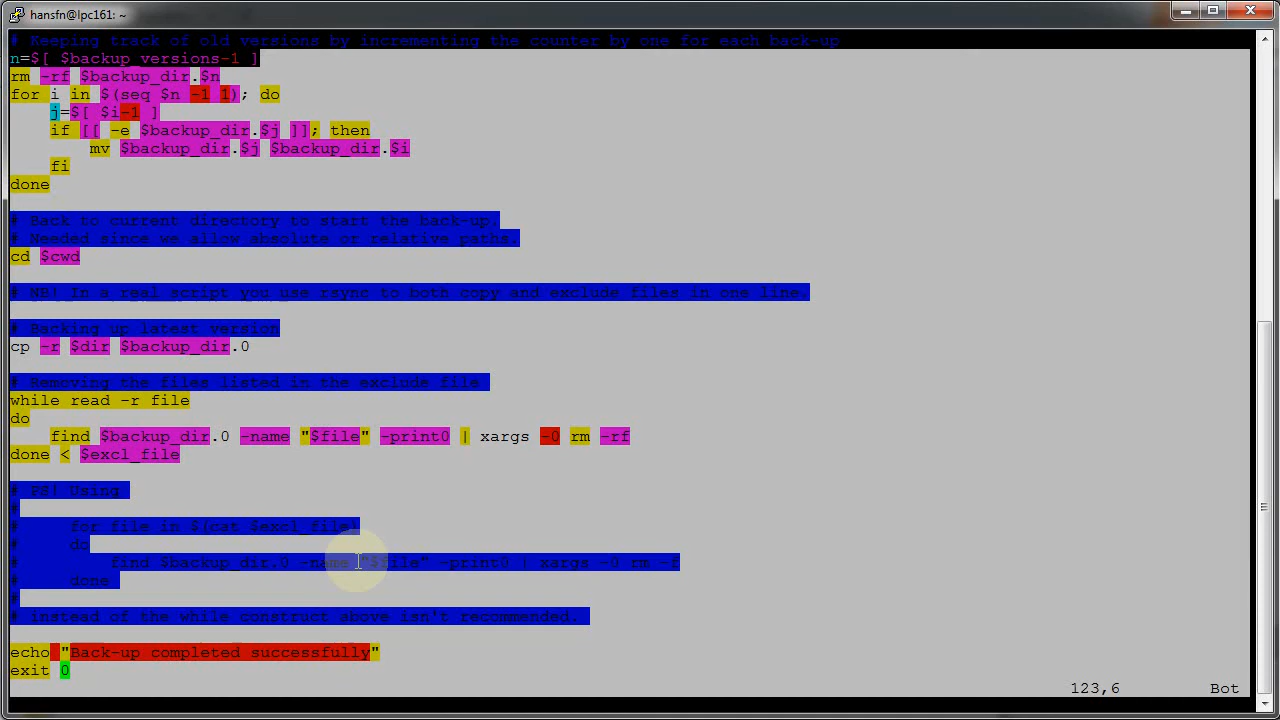 hansfn@lpc161: ~
# Keeping track of old versions by incrementing the counter by one for each back-up
n=$[ $backup_versions-1 ]
rm -rf $backup_dir.$n
for i in $(seq $n -1 1); do
    j=$[ $i-1 ]
    if [[ -e $backup_dir.$j ]]; then
        mv $backup_dir.$j $backup_dir.$i
    fi
done
# Back to current directory to start the back-up.
# Needed since we allow absolute or relative paths.
cd $cwd
# NB! In a real script you use rsync to both copy and exclude files in one line.
# Backing up latest version
cp -r $dir $backup_dir.0
# Removing the files listed in the exclude file
while read -r file
do
    find $backup_dir.0 -name "$file" -print0 | xargs -0 rm -rf
done < $excl_file
# PS! Using
#
#     for file in $(cat $excl_file)
#     do
#         find $backup_dir.0 -name "$file" -print0 | xargs -0 rm -r
#     done
#
# instead of the while construct above isn't recommended.
echo "Back-up completed successfully"
exit 0
123,6 Bot